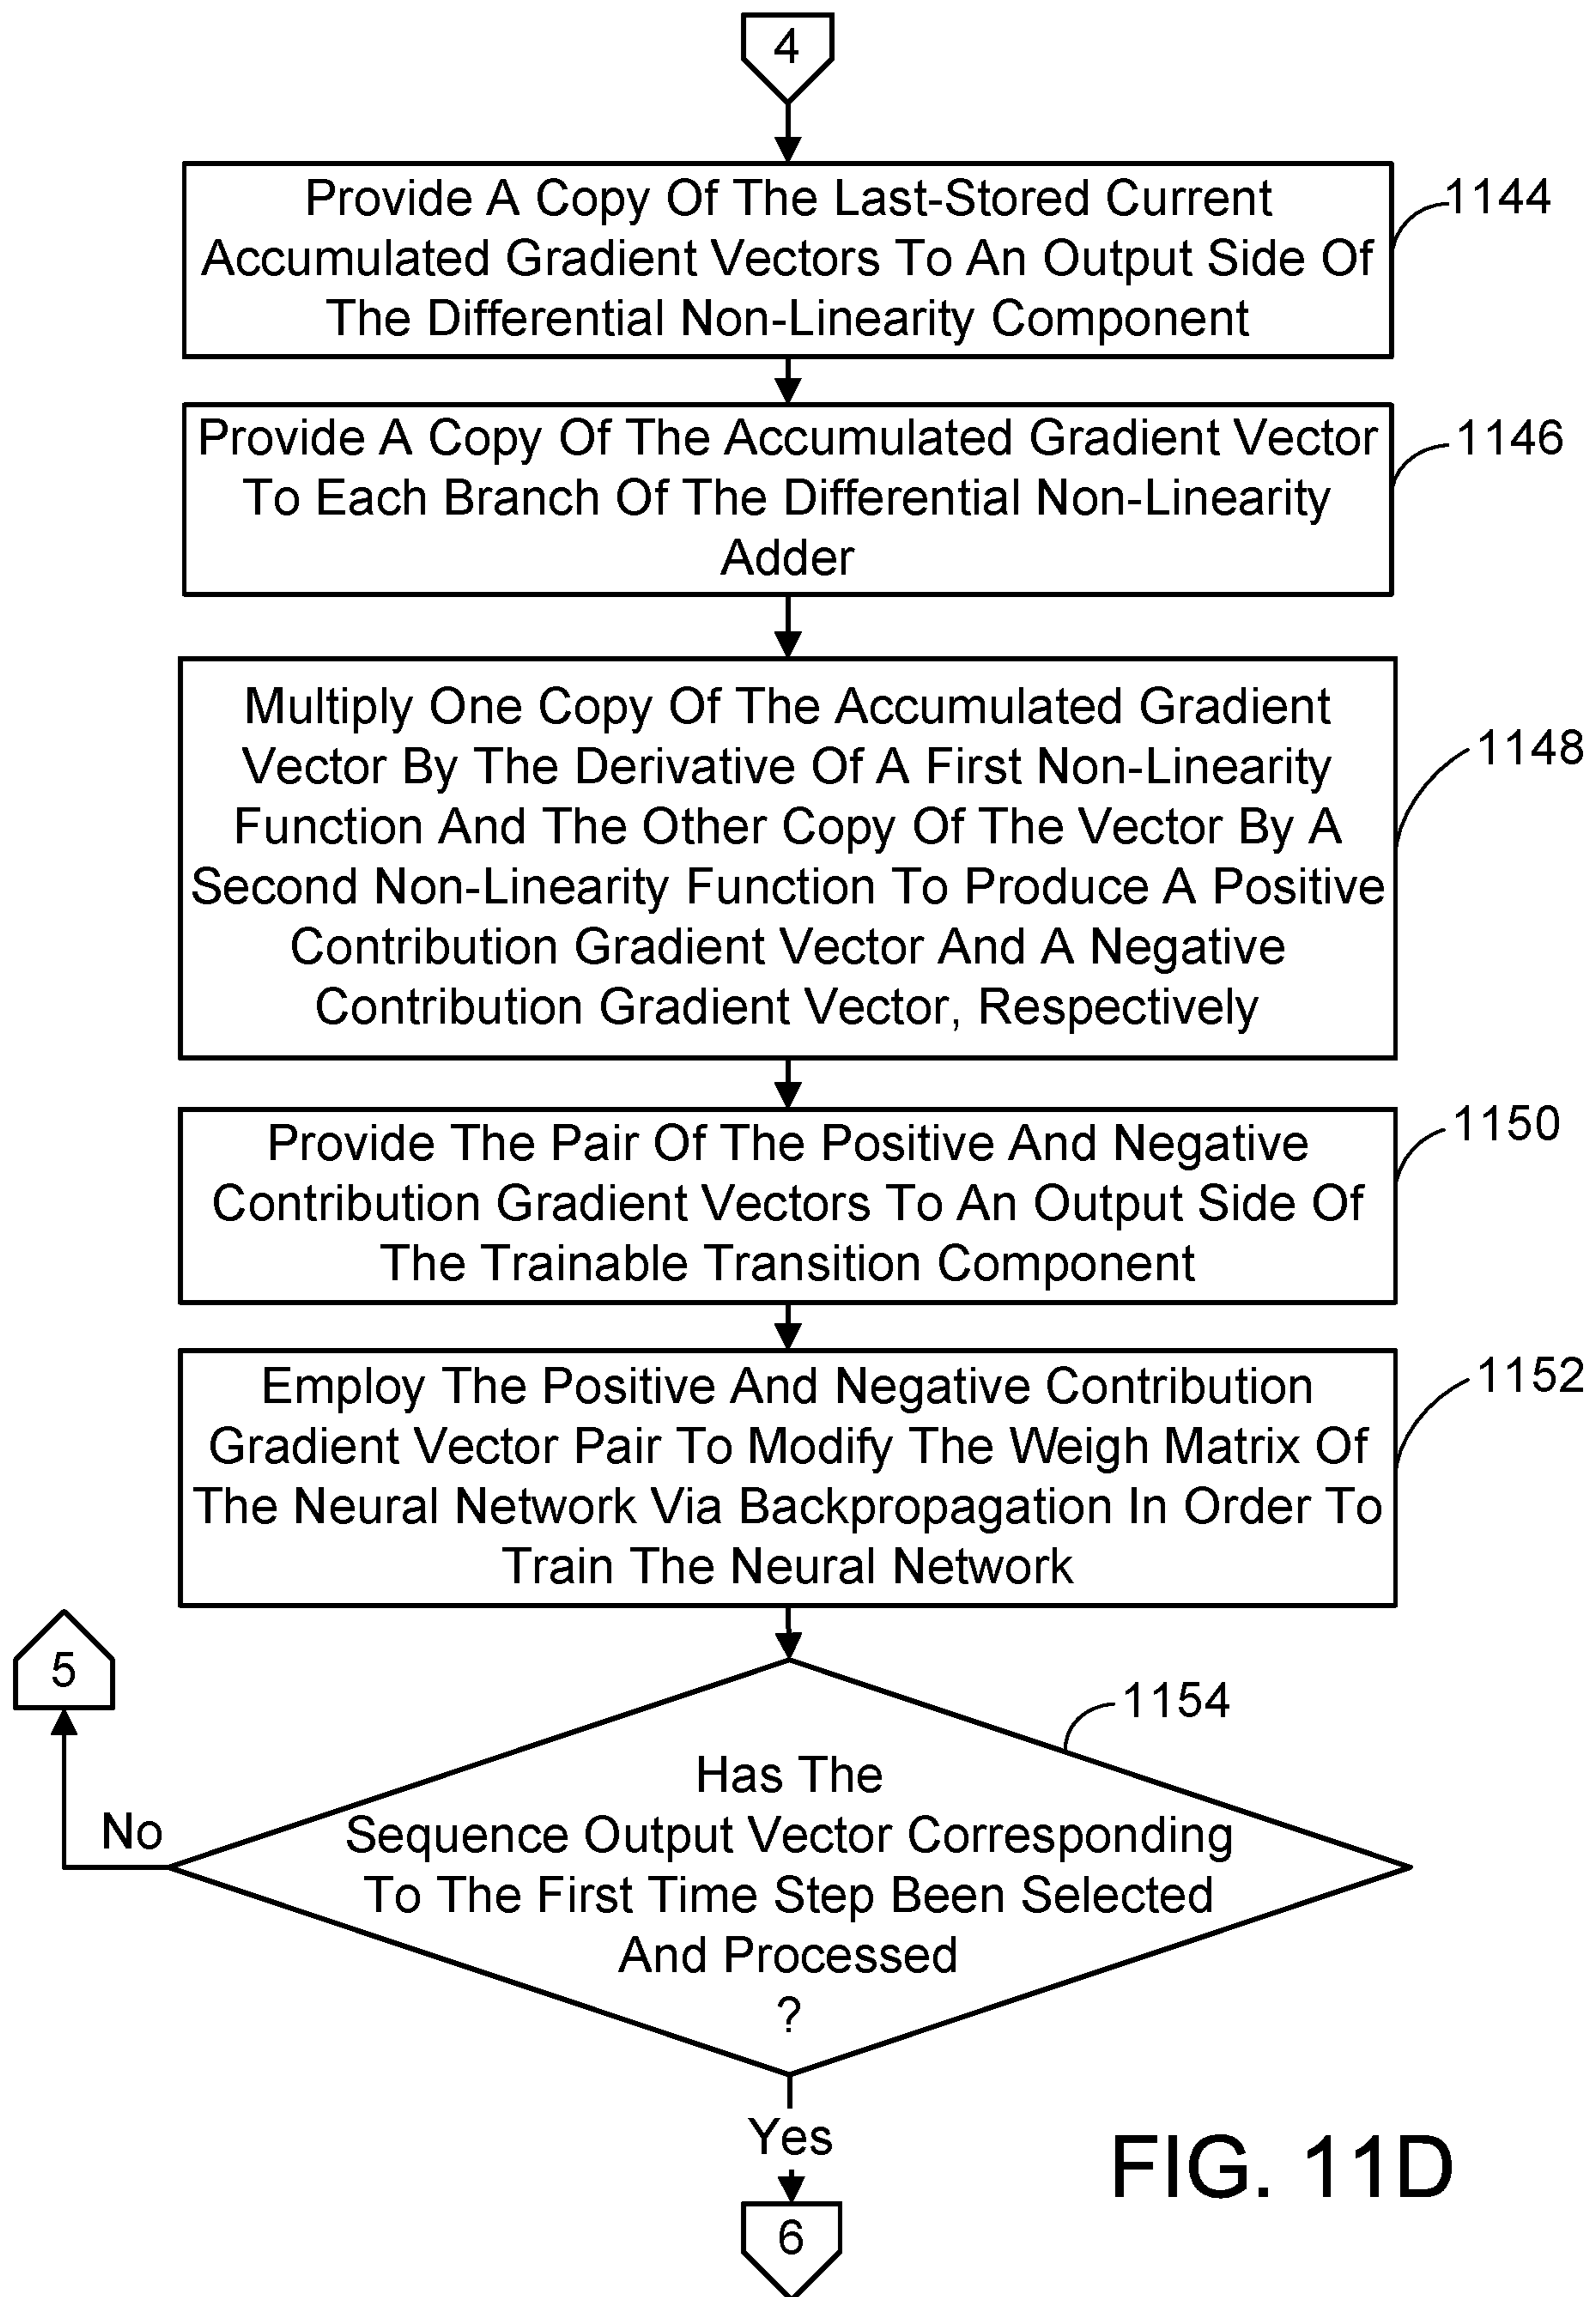 4
Provide A Copy Of The Last-Stored Current
Accumulated Gradient Vectors To An Output Side Of
The Differential Non-Linearity Component
1144
Provide A Copy Of The Accumulated Gradient Vector
To Each Branch Of The Differential Non-Linearity
Adder
1146
Multiply One Copy Of The Accumulated Gradient
Vector By The Derivative Of A First Non-Linearity
Function And The Other Copy Of The Vector By A
Second Non-Linearity Function To Produce A Positive
Contribution Gradient Vector And A Negative
Contribution Gradient Vector, Respectively
1148
Provide The Pair Of The Positive And Negative
Contribution Gradient Vectors To An Output Side Of
The Trainable Transition Component
1150
Employ The Positive And Negative Contribution
Gradient Vector Pair To Modify The Weigh Matrix Of
The Neural Network Via Backpropagation In Order To
Train The Neural Network
1152
5
1154
Has The
Sequence Output Vector Corresponding
To The First Time Step Been Selected
And Processed
?
No
Yes
6
FIG. 11D